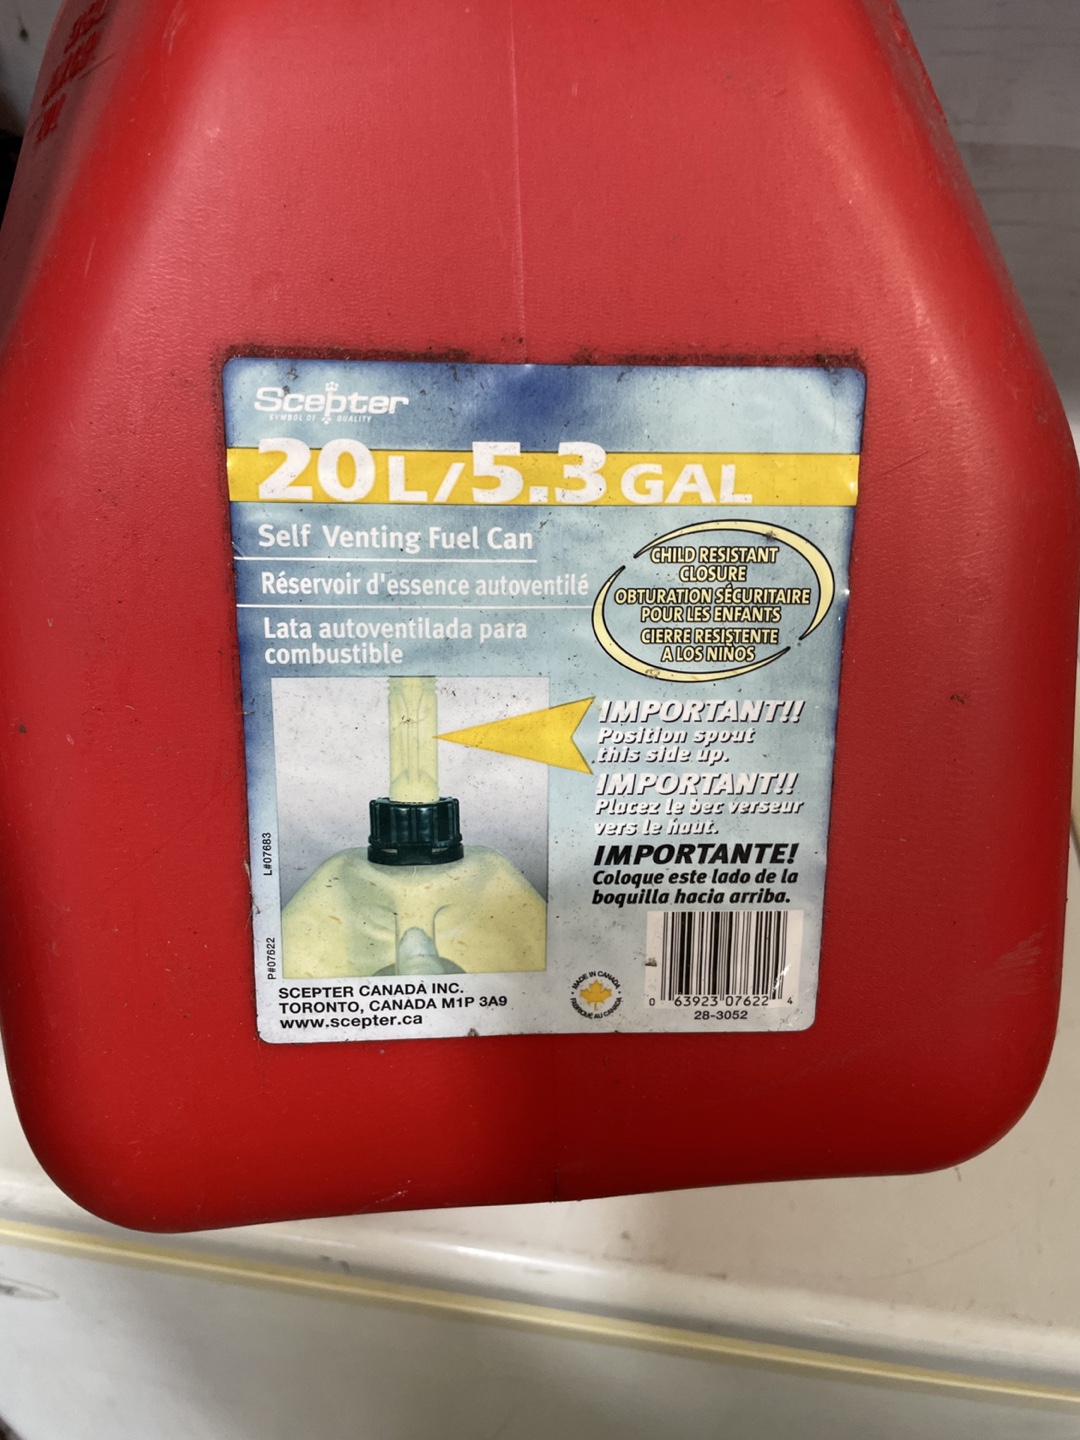 Scepter
SYMBOL OF QUALITY
20 L / 5.3 GAL
Self Venting Fuel Can
Réservoir d'essence autoventilé
Lata autoventilada para
combustible
CHILD RESISTANT
CLOSURE
OBTURATION SÉCURITAIRE
POUR LES ENFANTS
CIERRE RESISTENTE
A LOS NIÑOS
IMPORTANT!!
Position spout
this side up.
IMPORTANT!!
Placez le bec verseur
vers le haut.
IMPORTANTE!
Coloque este lado de la
boquilla hacia arriba.
L#07683
P#07622
SCEPTER CANADA INC.
TORONTO, CANADA M1P 3A9
www.scepter.ca
MADE IN CANADA
FABRIQUÉ AU CANADA
0 63923 07622 4
28-3052